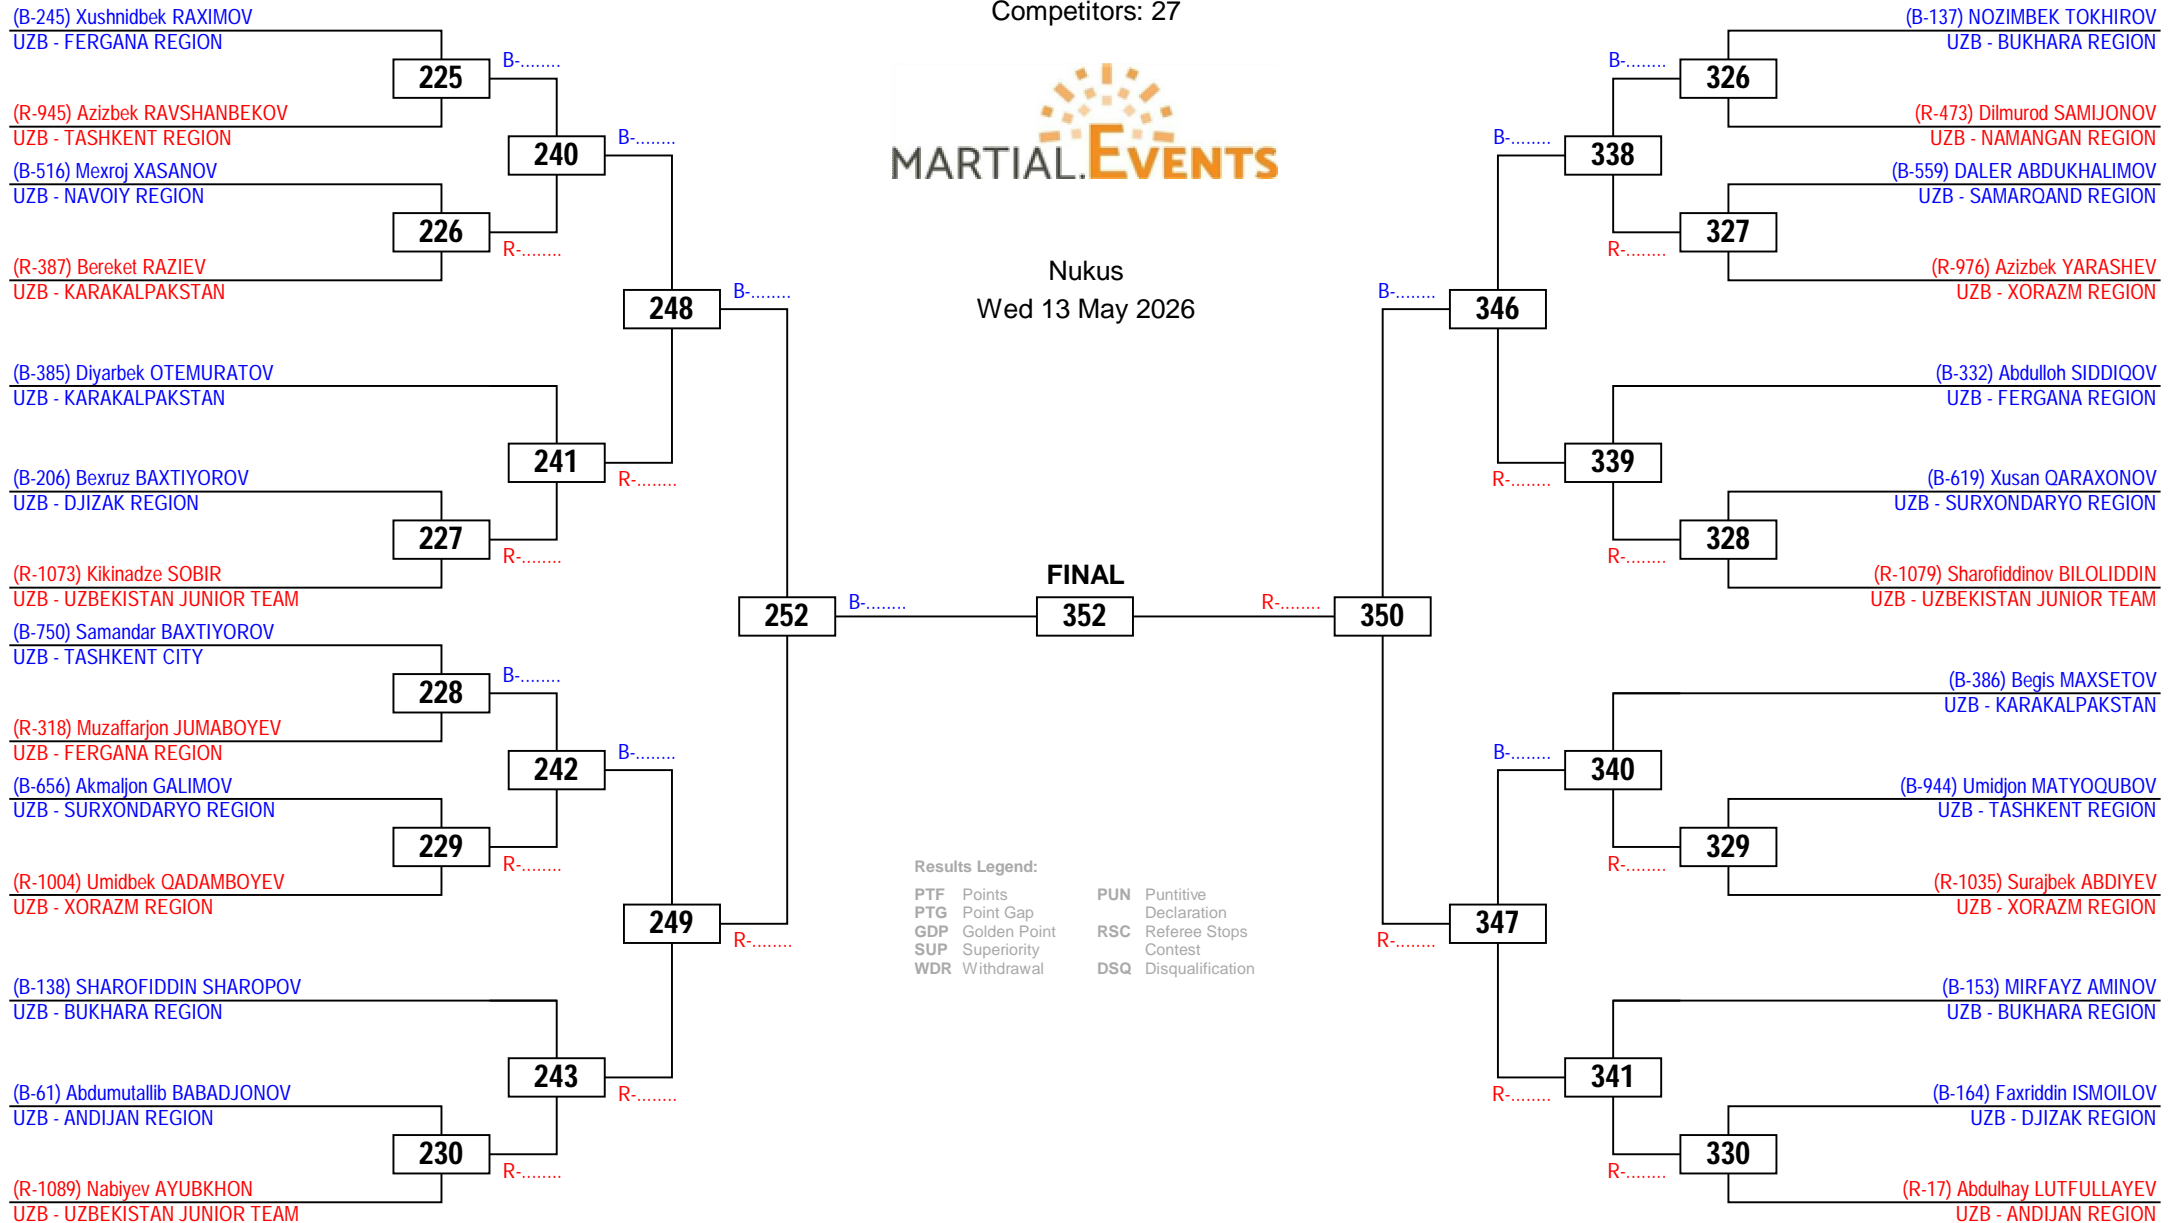 Competitors: 27
MARTIAL.EVENTS
Nukus
Wed 13 May 2026
(B-245) Xushnidbek RAXIMOV
UZB - FERGANA REGION
225
B-........
(R-945) Azizbek RAVSHANBEKOV
UZB - TASHKENT REGION
240
B-........
(B-516) Mexroj XASANOV
UZB - NAVOIY REGION
226
R-........
(R-387) Bereket RAZIEV
UZB - KARAKALPAKSTAN
248
B-........
(B-385) Diyarbek OTEMURATOV
UZB - KARAKALPAKSTAN
241
R-........
(B-206) Bexruz BAXTIYOROV
UZB - DJIZAK REGION
227
R-........
(R-1073) Kikinadze SOBIR
UZB - UZBEKISTAN JUNIOR TEAM
252
B-........
(B-750) Samandar BAXTIYOROV
UZB - TASHKENT CITY
228
B-........
(R-318) Muzaffarjon JUMABOYEV
UZB - FERGANA REGION
242
B-........
(B-656) Akmaljon GALIMOV
UZB - SURXONDARYO REGION
229
R-........
(R-1004) Umidbek QADAMBOYEV
UZB - XORAZM REGION
249
R-........
(B-138) SHAROFIDDIN SHAROPOV
UZB - BUKHARA REGION
243
R-........
(B-61) Abdumutallib BABADJONOV
UZB - ANDIJAN REGION
230
R-........
(R-1089) Nabiyev AYUBKHON
UZB - UZBEKISTAN JUNIOR TEAM
FINAL
352
Results Legend:
PTF Points
PTG Point Gap
GDP Golden Point
SUP Superiority
WDR Withdrawal
PUN Puntitive
Declaration
RSC Referee Stops
Contest
DSQ Disqualification
(B-137) NOZIMBEK TOKHIROV
UZB - BUKHARA REGION
B-........
326
(R-473) Dilmurod SAMIJONOV
UZB - NAMANGAN REGION
B-........
338
(B-559) DALER ABDUKHALIMOV
UZB - SAMARQAND REGION
R-........
327
(R-976) Azizbek YARASHEV
UZB - XORAZM REGION
B-........
346
(B-332) Abdulloh SIDDIQOV
UZB - FERGANA REGION
R-........
339
(B-619) Xusan QARAXONOV
UZB - SURXONDARYO REGION
R-........
328
(R-1079) Sharofiddinov BILOLIDDIN
UZB - UZBEKISTAN JUNIOR TEAM
R-........
350
(B-386) Begis MAXSETOV
UZB - KARAKALPAKSTAN
B-........
340
(B-944) Umidjon MATYOQUBOV
UZB - TASHKENT REGION
R-........
329
(R-1035) Surajbek ABDIYEV
UZB - XORAZM REGION
R-........
347
(B-153) MIRFAYZ AMINOV
UZB - BUKHARA REGION
R-........
341
(B-164) Faxriddin ISMOILOV
UZB - DJIZAK REGION
R-........
330
(R-17) Abdulhay LUTFULLAYEV
UZB - ANDIJAN REGION